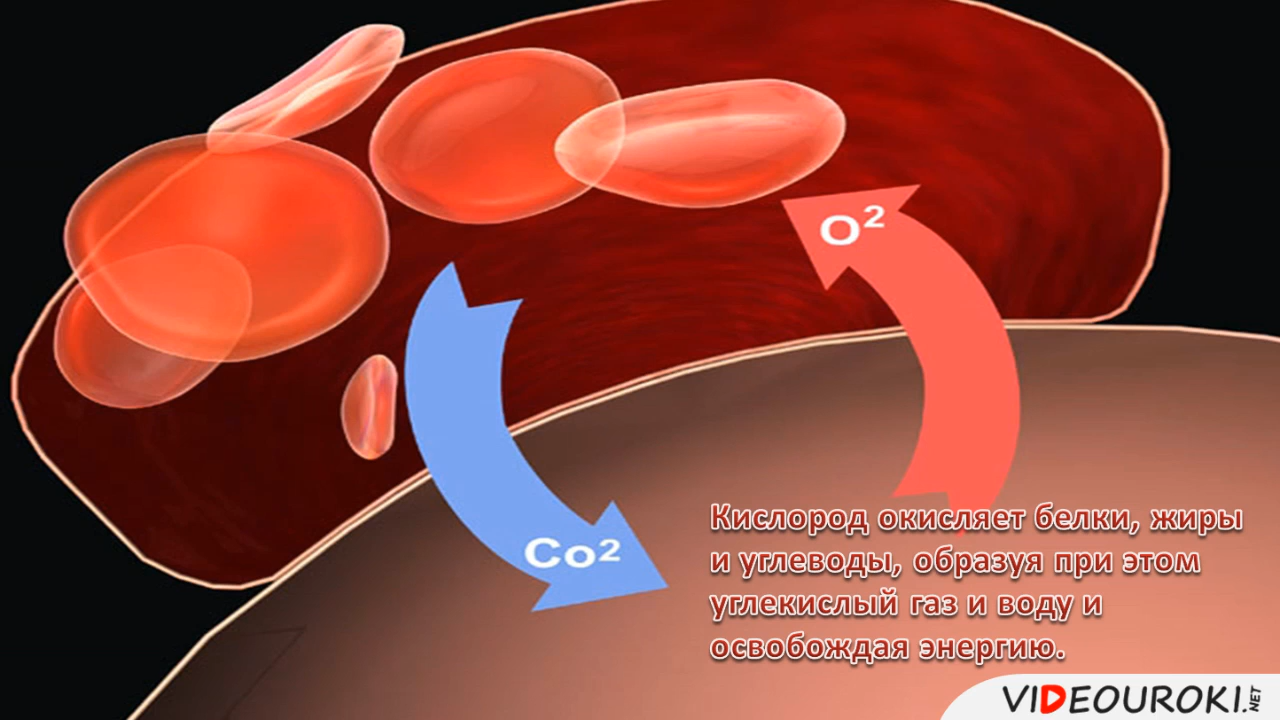 O²
Co²
Кислород окисляет белки, жиры
и углеводы, образуя при этом
углекислый газ и воду и
освобождая энергию.
VIDEOUROKI.NET